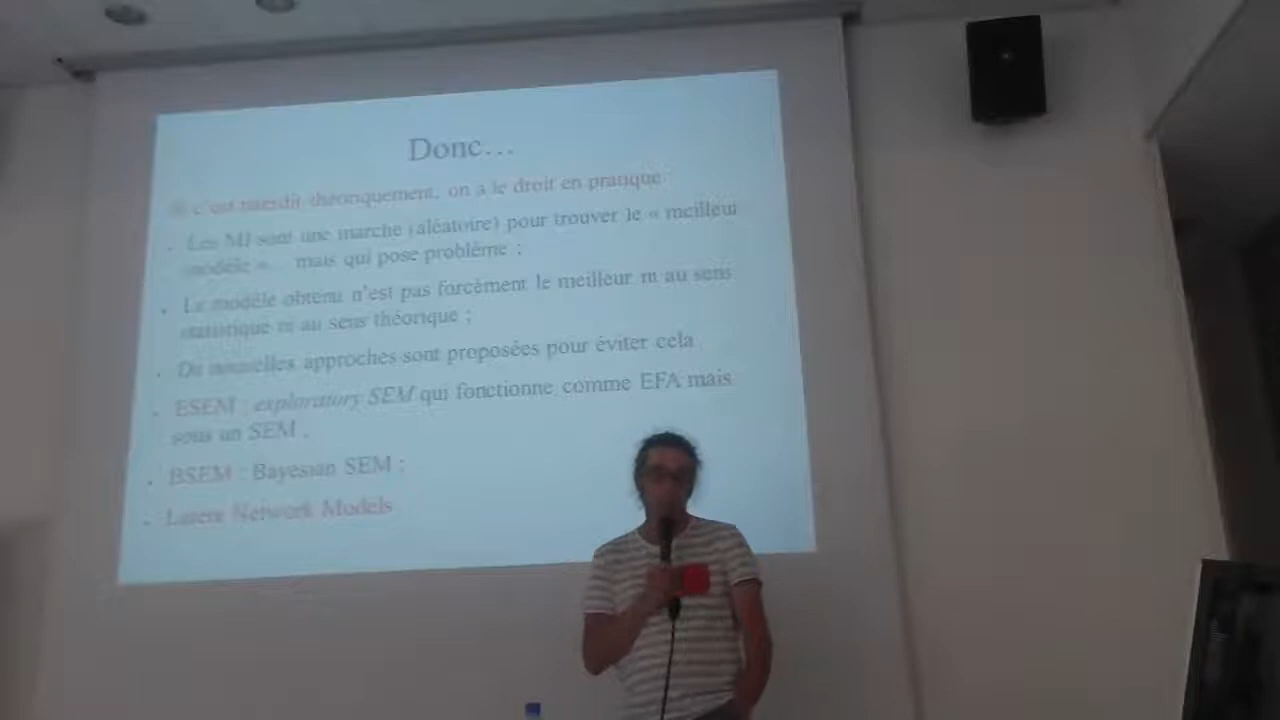 Donc…
c'est interdit théoriquement, on a le droit en pratique
Les MI sont une marche (aléatoire) pour trouver le « meilleur
modèle »... mais qui pose problème ;
Le modèle obtenu n'est pas forcément le meilleur ni au sens
statistique ni au sens théorique ;
De nouvelles approches sont proposées pour éviter cela
ESEM : exploratory SEM qui fonctionne comme EFA mais
sous un SEM ;
BSEM : Bayesian SEM ;
Latent Network Models